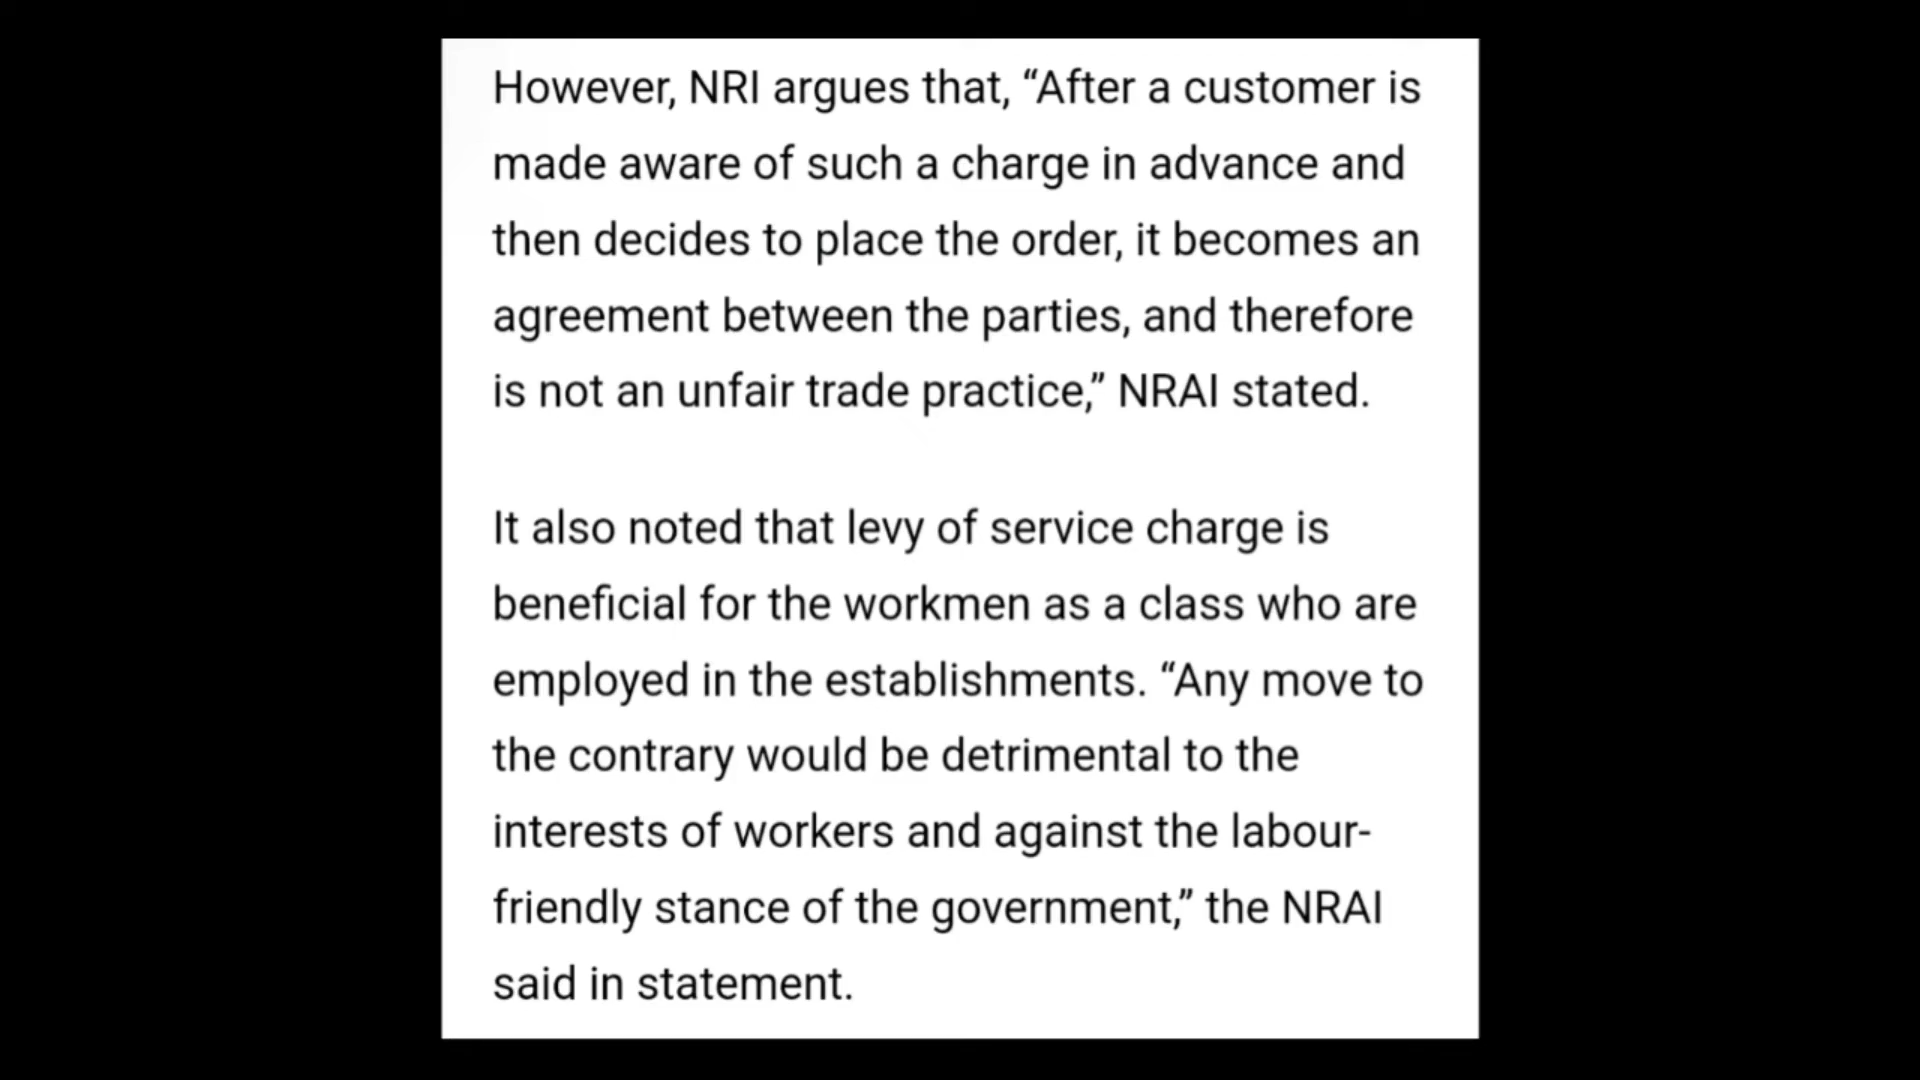 However, NRI argues that, “After a customer is
made aware of such a charge in advance and
then decides to place the order, it becomes an
agreement between the parties, and therefore
is not an unfair trade practice,” NRAI stated.
It also noted that levy of service charge is
beneficial for the workmen as a class who are
employed in the establishments. “Any move to
the contrary would be detrimental to the
interests of workers and against the labour-
friendly stance of the government,” the NRAI
said in statement.